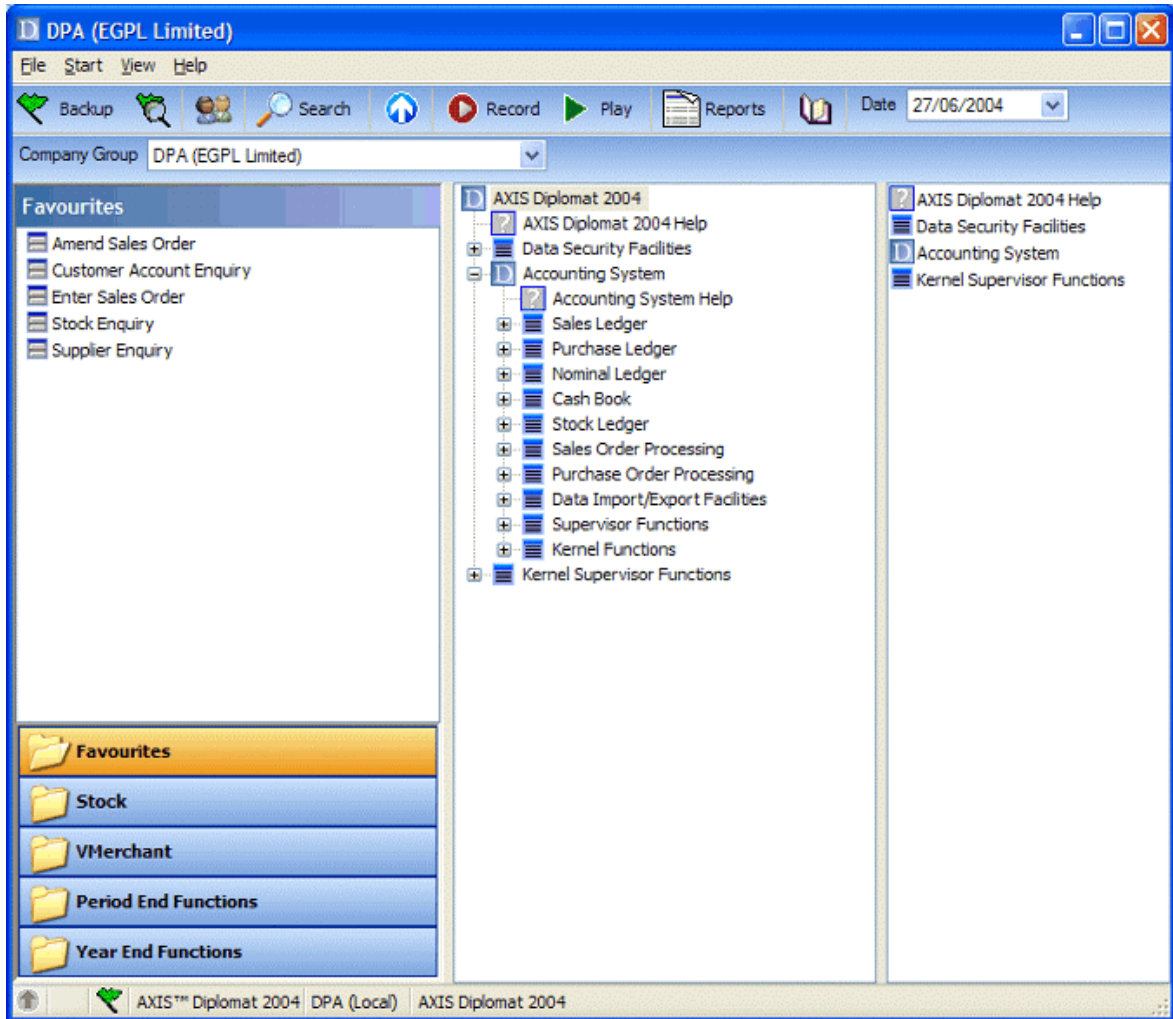 DPA (EGPL Limited)
File Start View Help
Backup Search Record Play Reports Date 27/06/2004
Company Group DPA (EGPL Limited)
Favourites
Amend Sales Order
Customer Account Enquiry
Enter Sales Order
Stock Enquiry
Supplier Enquiry
Favourites
Stock
VMerchant
Period End Functions
Year End Functions
AXIS Diplomat 2004
AXIS Diplomat 2004 Help
Data Security Facilities
Accounting System
Accounting System Help
Sales Ledger
Purchase Ledger
Nominal Ledger
Cash Book
Stock Ledger
Sales Order Processing
Purchase Order Processing
Data Import/Export Facilities
Supervisor Functions
Kernel Functions
Kernel Supervisor Functions
AXIS Diplomat 2004 Help
Data Security Facilities
Accounting System
Kernel Supervisor Functions
AXIS™ Diplomat 2004 DPA (Local) AXIS Diplomat 2004